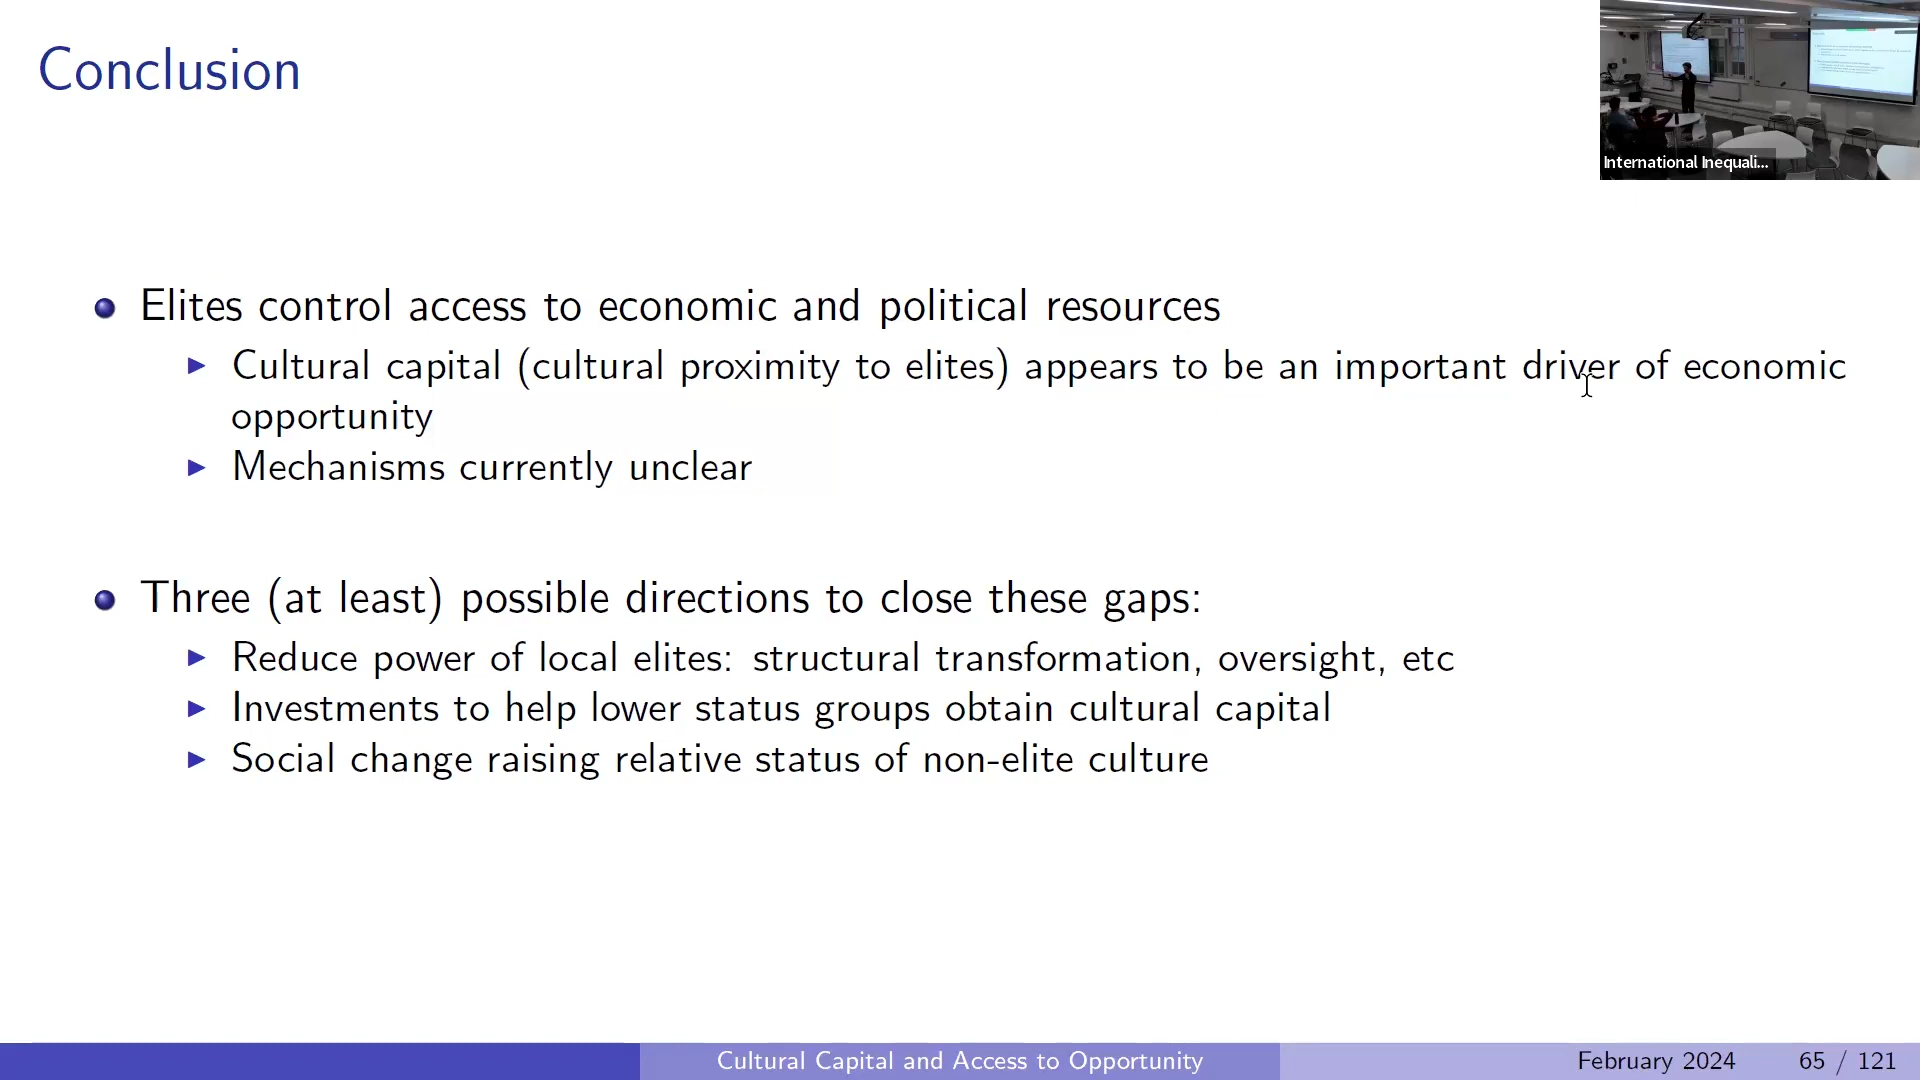 Conclusion
International Inequali...
Elites control access to economic and political resources
Cultural capital (cultural proximity to elites) appears to be an important driver of economic
opportunity
Mechanisms currently unclear
Three (at least) possible directions to close these gaps:
Reduce power of local elites: structural transformation, oversight, etc
Investments to help lower status groups obtain cultural capital
Social change raising relative status of non-elite culture
Cultural Capital and Access to Opportunity
February 2024
65 / 121